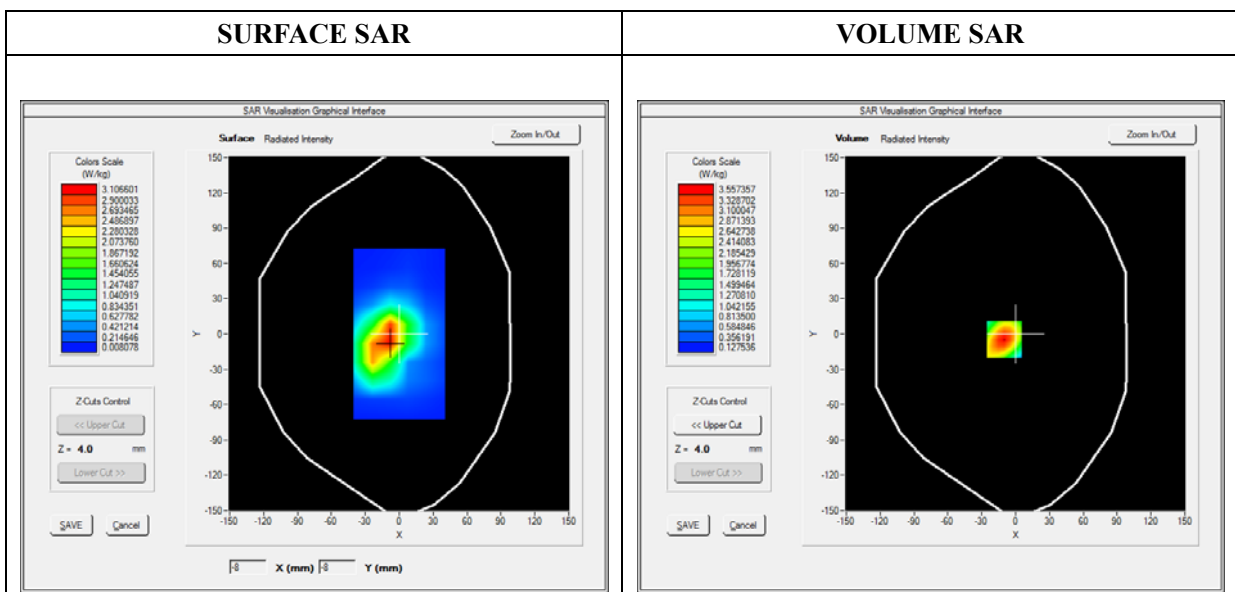 SURFACE SAR
VOLUME SAR
SAR Visualisation Graphical Interface
Surface Radiated Intensity
Zoom In/Out
Colors Scale
(W/kg)
3.106601
2.900033
2.693465
2.486897
2.280328
2.073760
1.867192
1.660624
1.454055
1.247487
1.040919
0.834351
0.627782
0.421214
0.214646
0.008078
Z-Cuts Control
<< Upper Cut
Z = 4.0 mm
Lower Cut >>
SAVE Cancel
150
120
90
60
30
0
-30
-60
-90
-120
-150
Y
-150 -120 -90 -60 -30 0 30 60 90 120 150
X
-8 X (mm) -8 Y (mm)
SAR Visualisation Graphical Interface
Volume Radiated Intensity
Zoom In/Out
Colors Scale
(W/kg)
3.557357
3.328702
3.100047
2.871393
2.642738
2.414083
2.185429
1.956774
1.728119
1.499464
1.270810
1.042155
0.813500
0.584846
0.356191
0.127536
Z-Cuts Control
<< Upper Cut
Z = 4.0 mm
Lower Cut >>
SAVE Cancel
150
120
90
60
30
0
-30
-60
-90
-120
-150
Y
-150 -120 -90 -60 -30 0 30 60 90 120 150
X